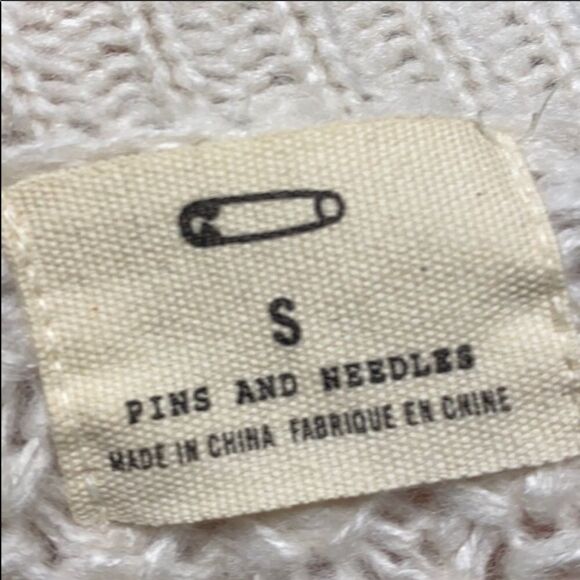 S
PINS AND NEEDLES
MADE IN CHINA FABRIQUE EN CHINE